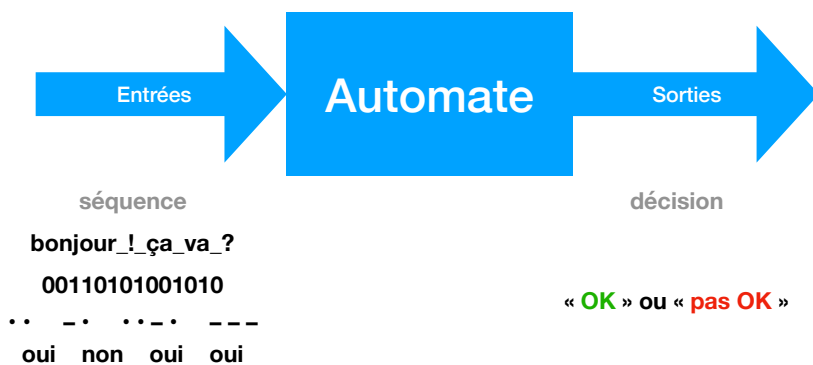 Entrées
Automate
Sorties
séquence
décision
bonjour_!_ça_va_?
00110101001010
« OK » ou « pas OK »
·· –· ··–· –––
oui non oui oui